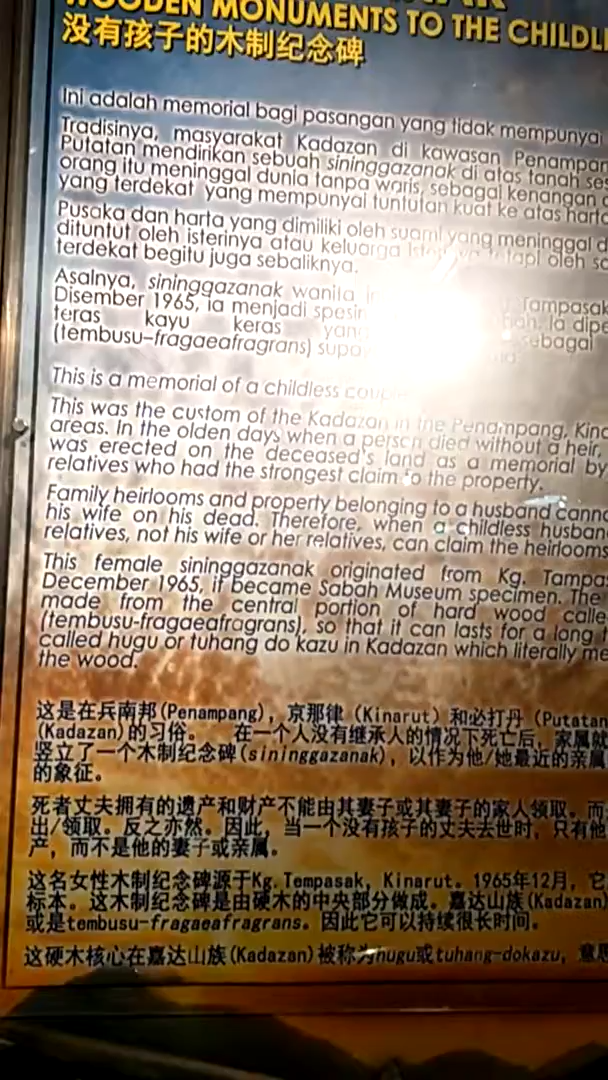 WOODEN MONUMENTS TO THE CHILDL
没有孩子的木制纪念碑
Ini adalah memorial bagi pasangan yang tidak mempunyai
Tradisinya, masyarakat Kadazan di kawasan Penampan
Putatan mendirikan sebuah sininggazanak di atas tanah se
orang itu meninggal dunia tanpa waris, sebagai kenangan
yang terdekat yang mempunyai tuntutan kuat ke atas harta
Pusaka dan harta yang dimiliki oleh suami yang meninggal d
dituntut oleh isterinya atau keluarga tetapi oleh sa
terdekat begitu juga sebaliknya.
Asalnya, sininggazanak wanita Tampasak
Disember 1965, ia menjadi Ia dipe
teras kayu keras yang sebagai
(tembusu-fragaeafragrans)
This is a memorial of a childless couple
This was the custom of the Kadazan in the Penampang, Kina
areas. In the olden days when a person died without a heir,
was erected on the deceased's land as a memorial by
relatives who had the strongest claim to the property.
Family heirlooms and property belonging to a husband canno
his wife on his dead. Therefore, when a childless husban
relatives, not his wife or her relatives, can claim the heirlooms
This female sininggazanak originated from Kg. Tampa
December 1965, it became Sabah Museum specimen. The
made from the central portion of hard wood calle
(tembusu-fragaeafragrans), so that it can lasts for a long
called hugu or tuhang do kazu in Kadazan which literally me
the wood.
这是在兵南邦(Penampang), 京那律 (Kinarut) 和必打丹 (Putatan
(Kadazan)的习俗。 在一个人没有继承人的情况下死亡后, 家属就
竖立了一个木制纪念碑(sininggazanak), 以作为他/她最近的亲属
的象征。
死者丈夫拥有的遗产和财产不能由其妻子或其妻子的家人领取。而
出/领取。反之亦然。因此, 当一个没有孩子的丈夫去世时, 只有他
产, 而不是他的妻子或亲属。
这名女性木制纪念碑源于Kg.Tempasak, Kinarut。1965年12月, 它
标本。这木制纪念碑是由硬木的中央部分做成。嘉达山族(Kadazan)
或是tembusu-fragaeafragrans。因此它可以持续很长时间。
这硬木核心在嘉达山族(Kadazan)被称为hugu或tuhang-dokazu, 意思